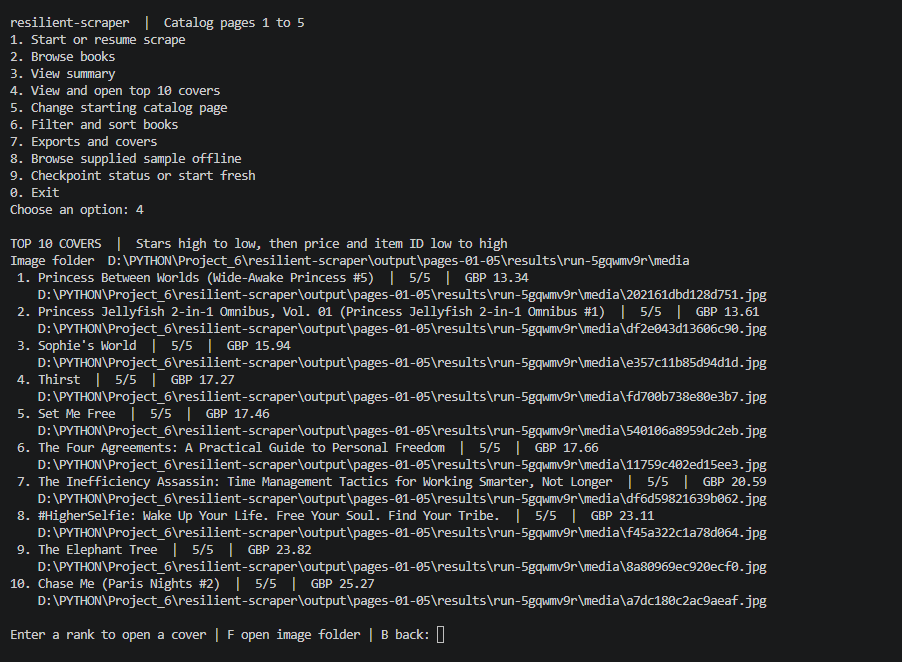 resilient-scraper  |  Catalog pages 1 to 5
1. Start or resume scrape
2. Browse books
3. View summary
4. View and open top 10 covers
5. Change starting catalog page
6. Filter and sort books
7. Exports and covers
8. Browse supplied sample offline
9. Checkpoint status or start fresh
0. Exit
Choose an option: 4
TOP 10 COVERS  |  Stars high to low, then price and item ID low to high
Image folder  D:\PYTHON\Project_6\resilient-scraper\output\pages-01-05\results\run-5gqwmv9r\media
1. Princess Between Worlds (Wide-Awake Princess #5)  |  5/5  |  GBP 13.34
D:\PYTHON\Project_6\resilient-scraper\output\pages-01-05\results\run-5gqwmv9r\media\202161dbd128d751.jpg
2. Princess Jellyfish 2-in-1 Omnibus, Vol. 01 (Princess Jellyfish 2-in-1 Omnibus #1)  |  5/5  |  GBP 13.61
D:\PYTHON\Project_6\resilient-scraper\output\pages-01-05\results\run-5gqwmv9r\media\df2e043d13606c90.jpg
3. Sophie's World  |  5/5  |  GBP 15.94
D:\PYTHON\Project_6\resilient-scraper\output\pages-01-05\results\run-5gqwmv9r\media\e357c11b85d94d1d.jpg
4. Thirst  |  5/5  |  GBP 17.27
D:\PYTHON\Project_6\resilient-scraper\output\pages-01-05\results\run-5gqwmv9r\media\fd700b738e80e3b7.jpg
5. Set Me Free  |  5/5  |  GBP 17.46
D:\PYTHON\Project_6\resilient-scraper\output\pages-01-05\results\run-5gqwmv9r\media\540106a8959dc2eb.jpg
6. The Four Agreements: A Practical Guide to Personal Freedom  |  5/5  |  GBP 17.66
D:\PYTHON\Project_6\resilient-scraper\output\pages-01-05\results\run-5gqwmv9r\media\11759c402ed15ee3.jpg
7. The Inefficiency Assassin: Time Management Tactics for Working Smarter, Not Longer  |  5/5  |  GBP 20.59
D:\PYTHON\Project_6\resilient-scraper\output\pages-01-05\results\run-5gqwmv9r\media\df6d59821639b062.jpg
8. #HigherSelfie: Wake Up Your Life. Free Your Soul. Find Your Tribe.  |  5/5  |  GBP 23.11
D:\PYTHON\Project_6\resilient-scraper\output\pages-01-05\results\run-5gqwmv9r\media\f45a322c1a78d064.jpg
9. The Elephant Tree  |  5/5  |  GBP 23.82
D:\PYTHON\Project_6\resilient-scraper\output\pages-01-05\results\run-5gqwmv9r\media\8a80969ec920ecf0.jpg
10. Chase Me (Paris Nights #2)  |  5/5  |  GBP 25.27
D:\PYTHON\Project_6\resilient-scraper\output\pages-01-05\results\run-5gqwmv9r\media\a7dc180c2ac9aeaf.jpg
Enter a rank to open a cover | F open image folder | B back: